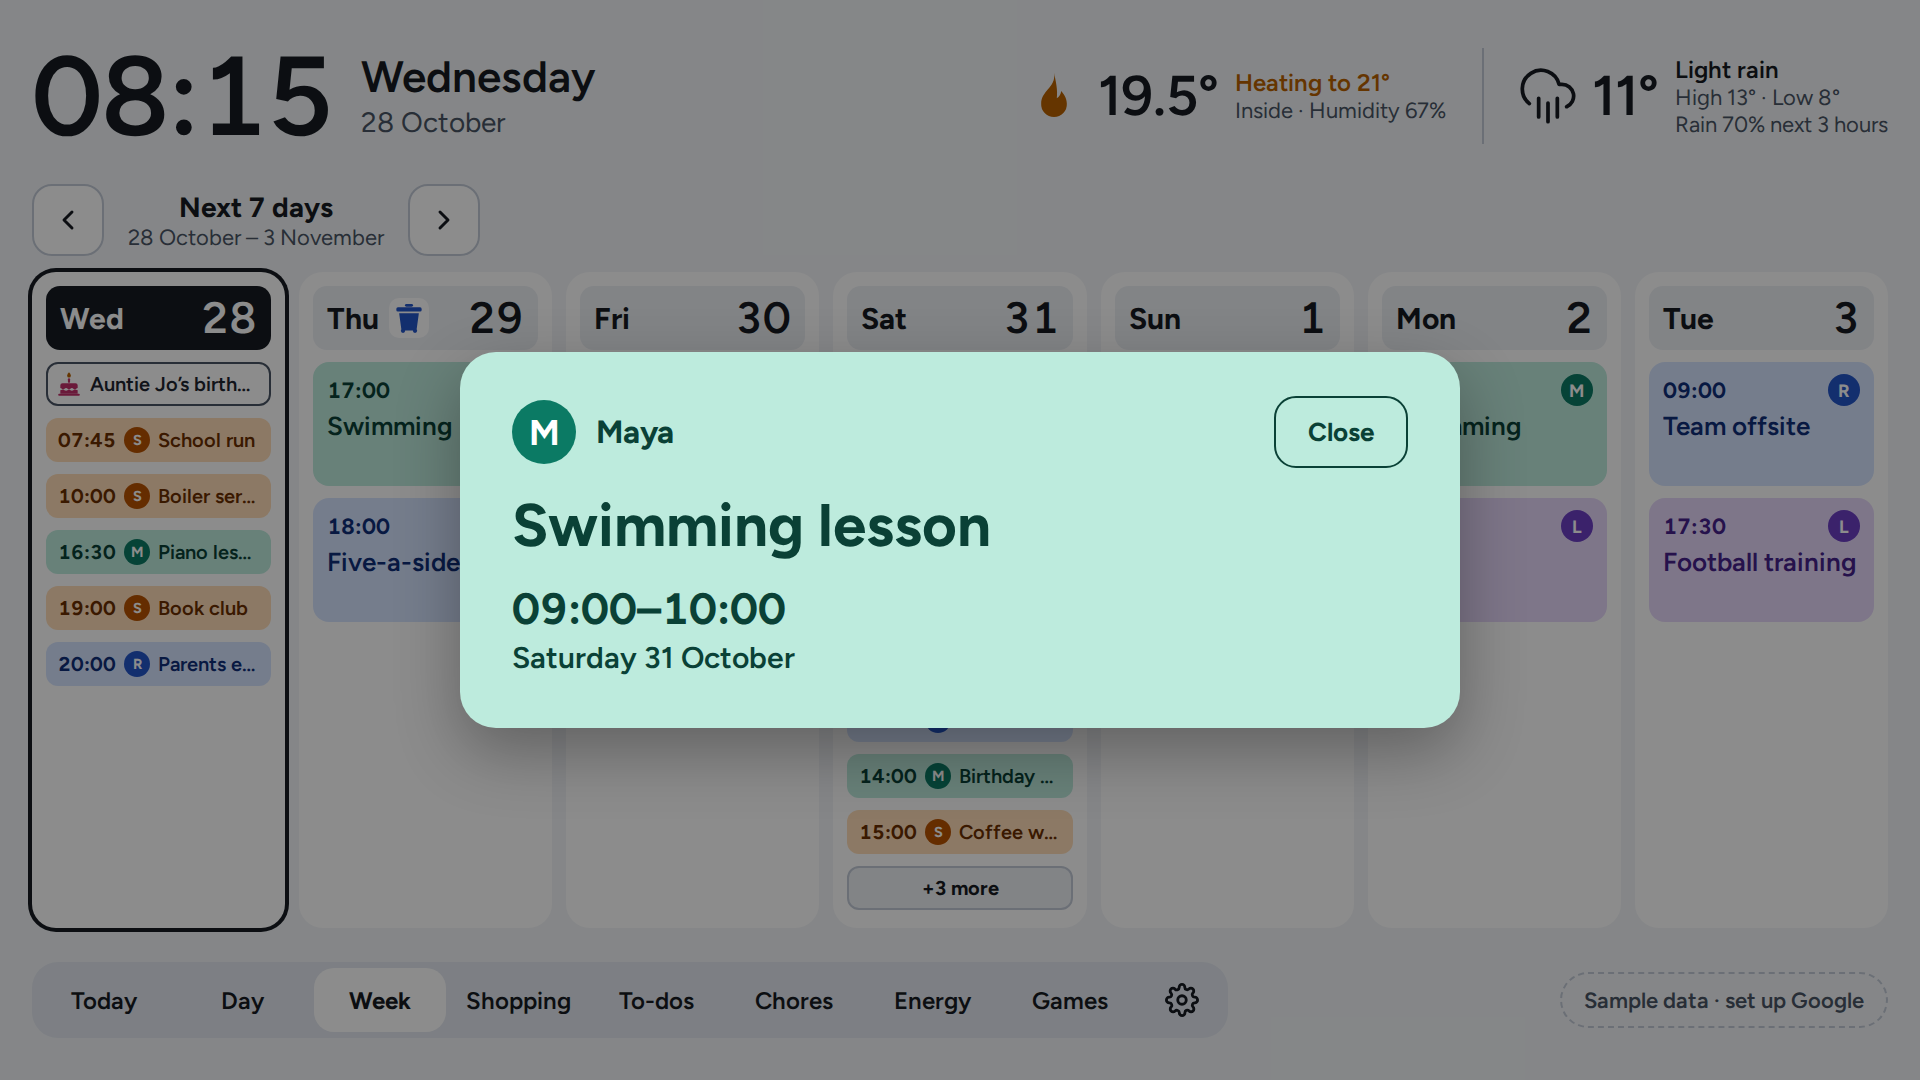 08:15
Wednesday
28 October
19.5°
Heating to 21°
Inside · Humidity 67%
11°
Light rain
High 13° · Low 8°
Rain 70% next 3 hours
Next 7 days
28 October – 3 November
Wed 28
Auntie Jo's birth...
07:45 S School run
10:00 S Boiler ser...
16:30 M Piano les...
19:00 S Book club
20:00 R Parents e...
Thu 29
17:00
Swimming
18:00
Five-a-side
Fri 30
Sat 31
14:00 M Birthday ...
15:00 S Coffee w...
+3 more
Sun 1
Mon 2
M
L
Tue 3
09:00 R
Team offsite
17:30 L
Football training
M Maya
Close
Swimming lesson
09:00–10:00
Saturday 31 October
Today
Day
Week
Shopping
To-dos
Chores
Energy
Games
Sample data · set up Google